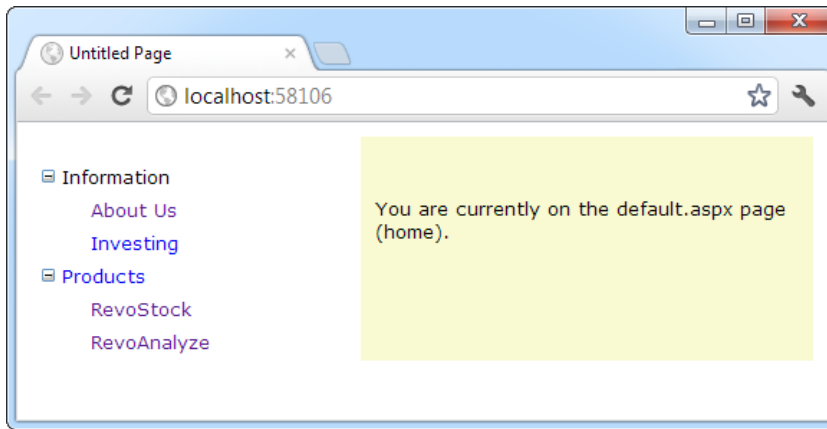 Untitled Page
localhost:58106
Information
About Us
Investing
Products
RevoStock
RevoAnalyze
You are currently on the default.aspx page
(home).